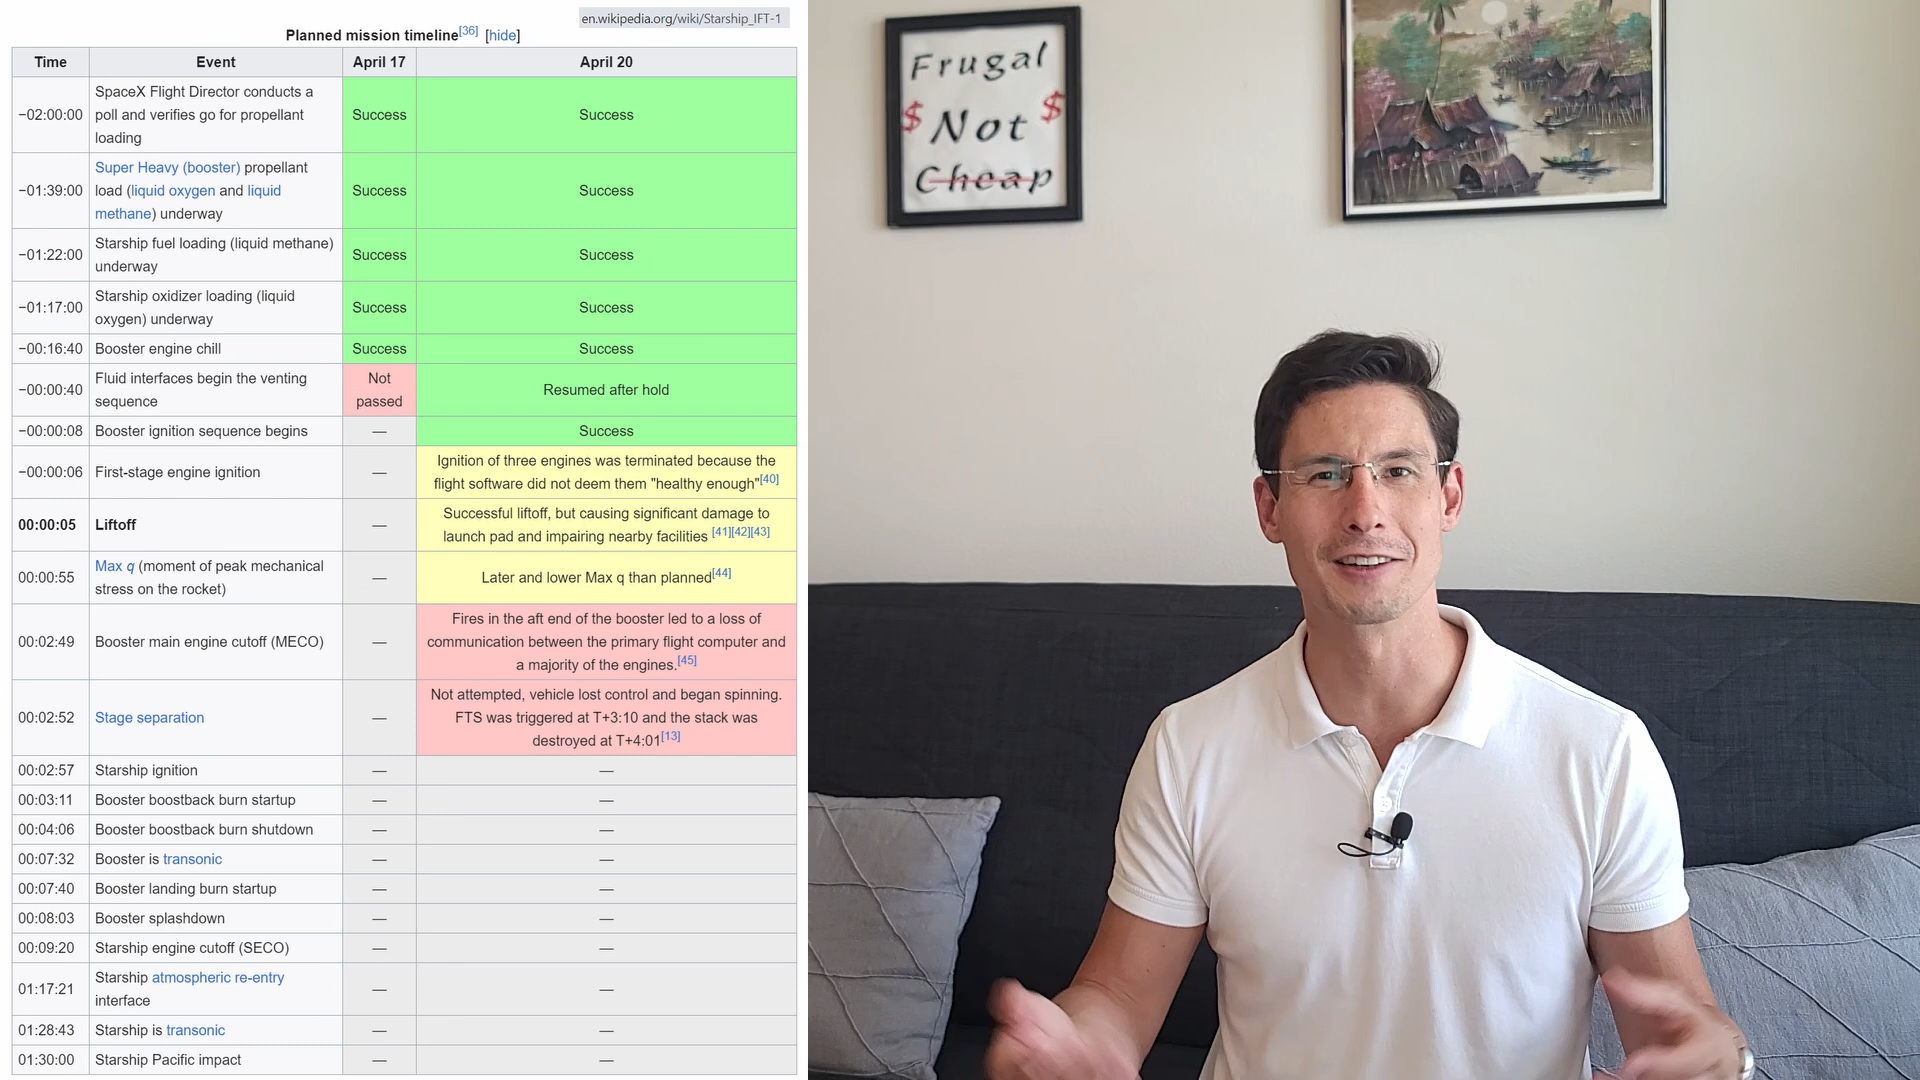 en.wikipedia.org/wiki/Starship_IFT-1
Planned mission timeline[36] [hide]
Time Event April 17 April 20
−02:00:00 SpaceX Flight Director conducts a
poll and verifies go for propellant
loading Success Success
−01:39:00 Super Heavy (booster) propellant
load (liquid oxygen and liquid
methane) underway Success Success
−01:22:00 Starship fuel loading (liquid methane)
underway Success Success
−01:17:00 Starship oxidizer loading (liquid
oxygen) underway Success Success
−00:16:40 Booster engine chill Success Success
−00:00:40 Fluid interfaces begin the venting
sequence Not
passed Resumed after hold
−00:00:08 Booster ignition sequence begins — Success
−00:00:06 First-stage engine ignition — Ignition of three engines was terminated because the
flight software did not deem them "healthy enough"[40]
00:00:05 Liftoff — Successful liftoff, but causing significant damage to
launch pad and impairing nearby facilities [41][42][43]
00:00:55 Max q (moment of peak mechanical
stress on the rocket) — Later and lower Max q than planned[44]
00:02:49 Booster main engine cutoff (MECO) — Fires in the aft end of the booster led to a loss of
communication between the primary flight computer and
a majority of the engines.[45]
00:02:52 Stage separation — Not attempted, vehicle lost control and began spinning.
FTS was triggered at T+3:10 and the stack was
destroyed at T+4:01[13]
00:02:57 Starship ignition — —
00:03:11 Booster boostback burn startup — —
00:04:06 Booster boostback burn shutdown — —
00:07:32 Booster is transonic — —
00:07:40 Booster landing burn startup — —
00:08:03 Booster splashdown — —
00:09:20 Starship engine cutoff (SECO) — —
01:17:21 Starship atmospheric re-entry
interface — —
01:28:43 Starship is transonic — —
01:30:00 Starship Pacific impact — —
Frugal
$ Not $
Cheap